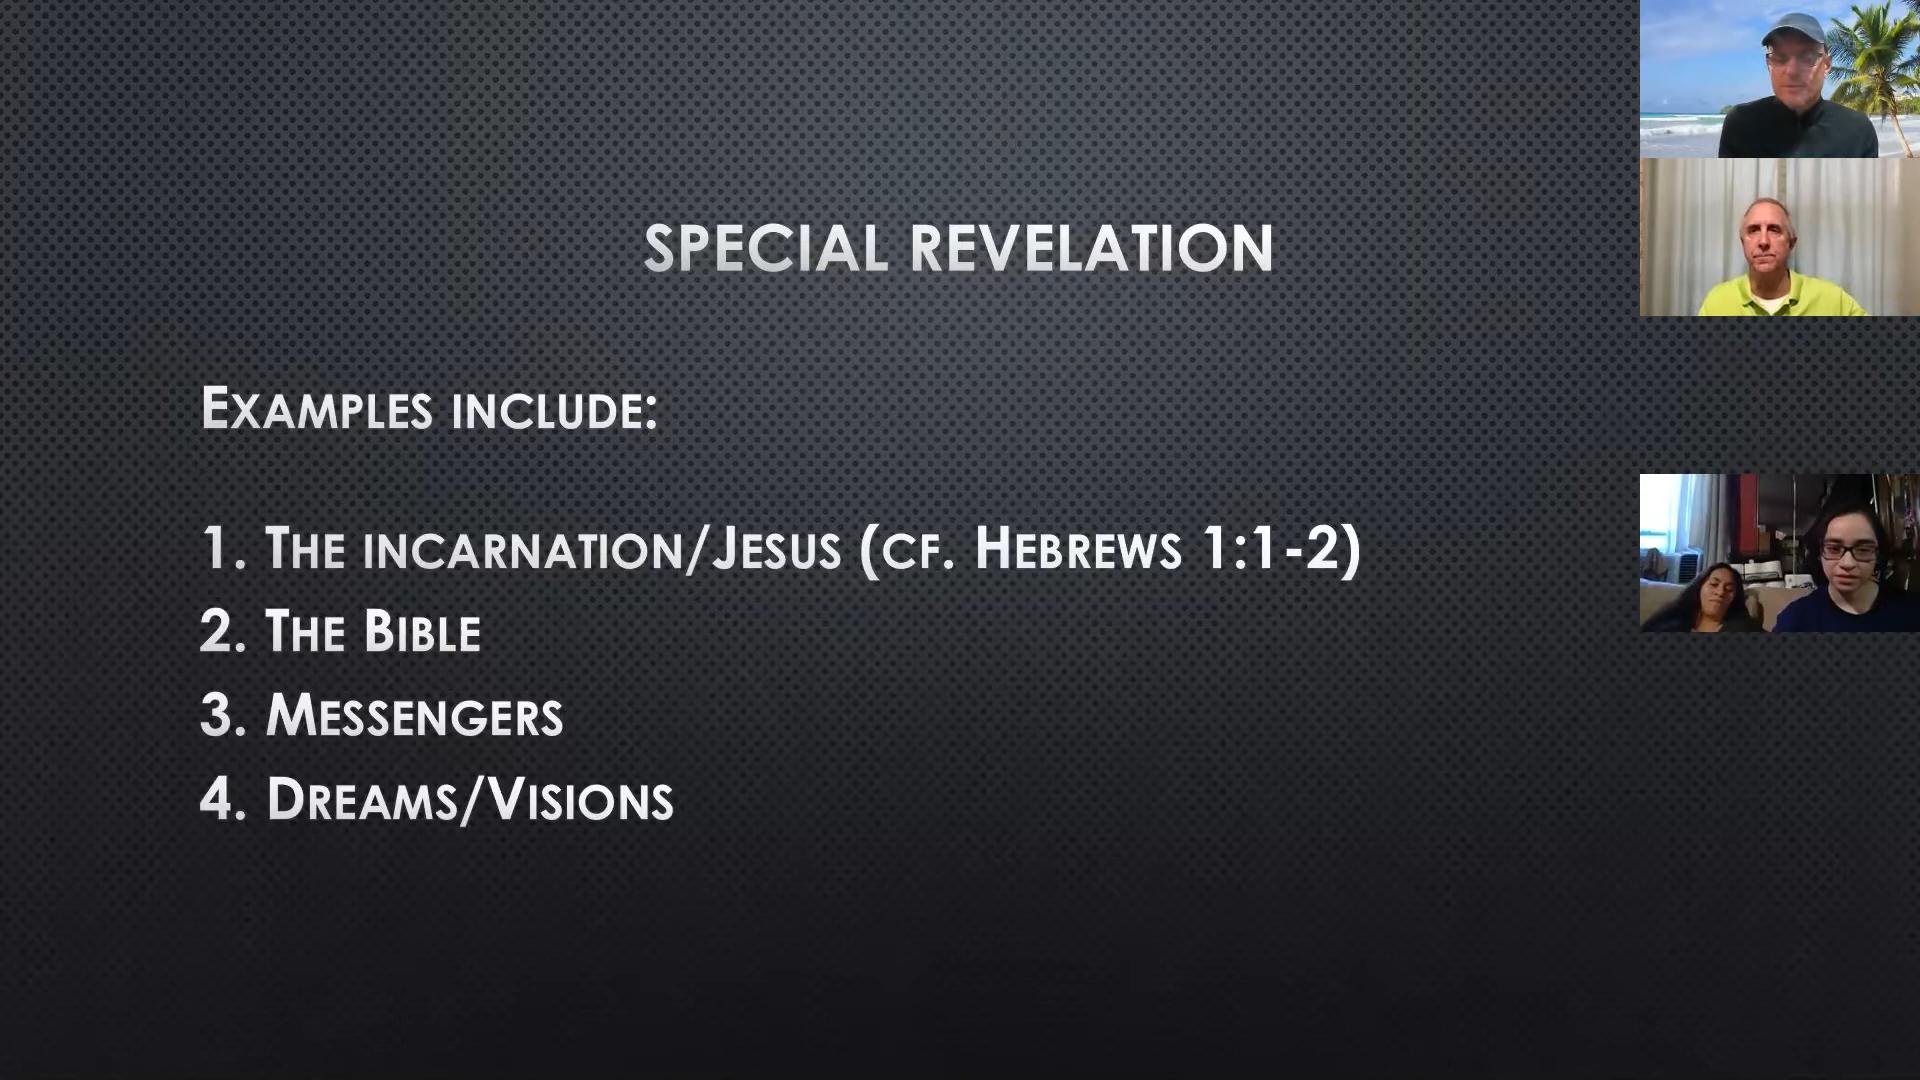 SPECIAL REVELATION
EXAMPLES INCLUDE:
1. THE INCARNATION/JESUS (CF. HEBREWS 1:1-2)
2. THE BIBLE
3. MESSENGERS
4. DREAMS/VISIONS